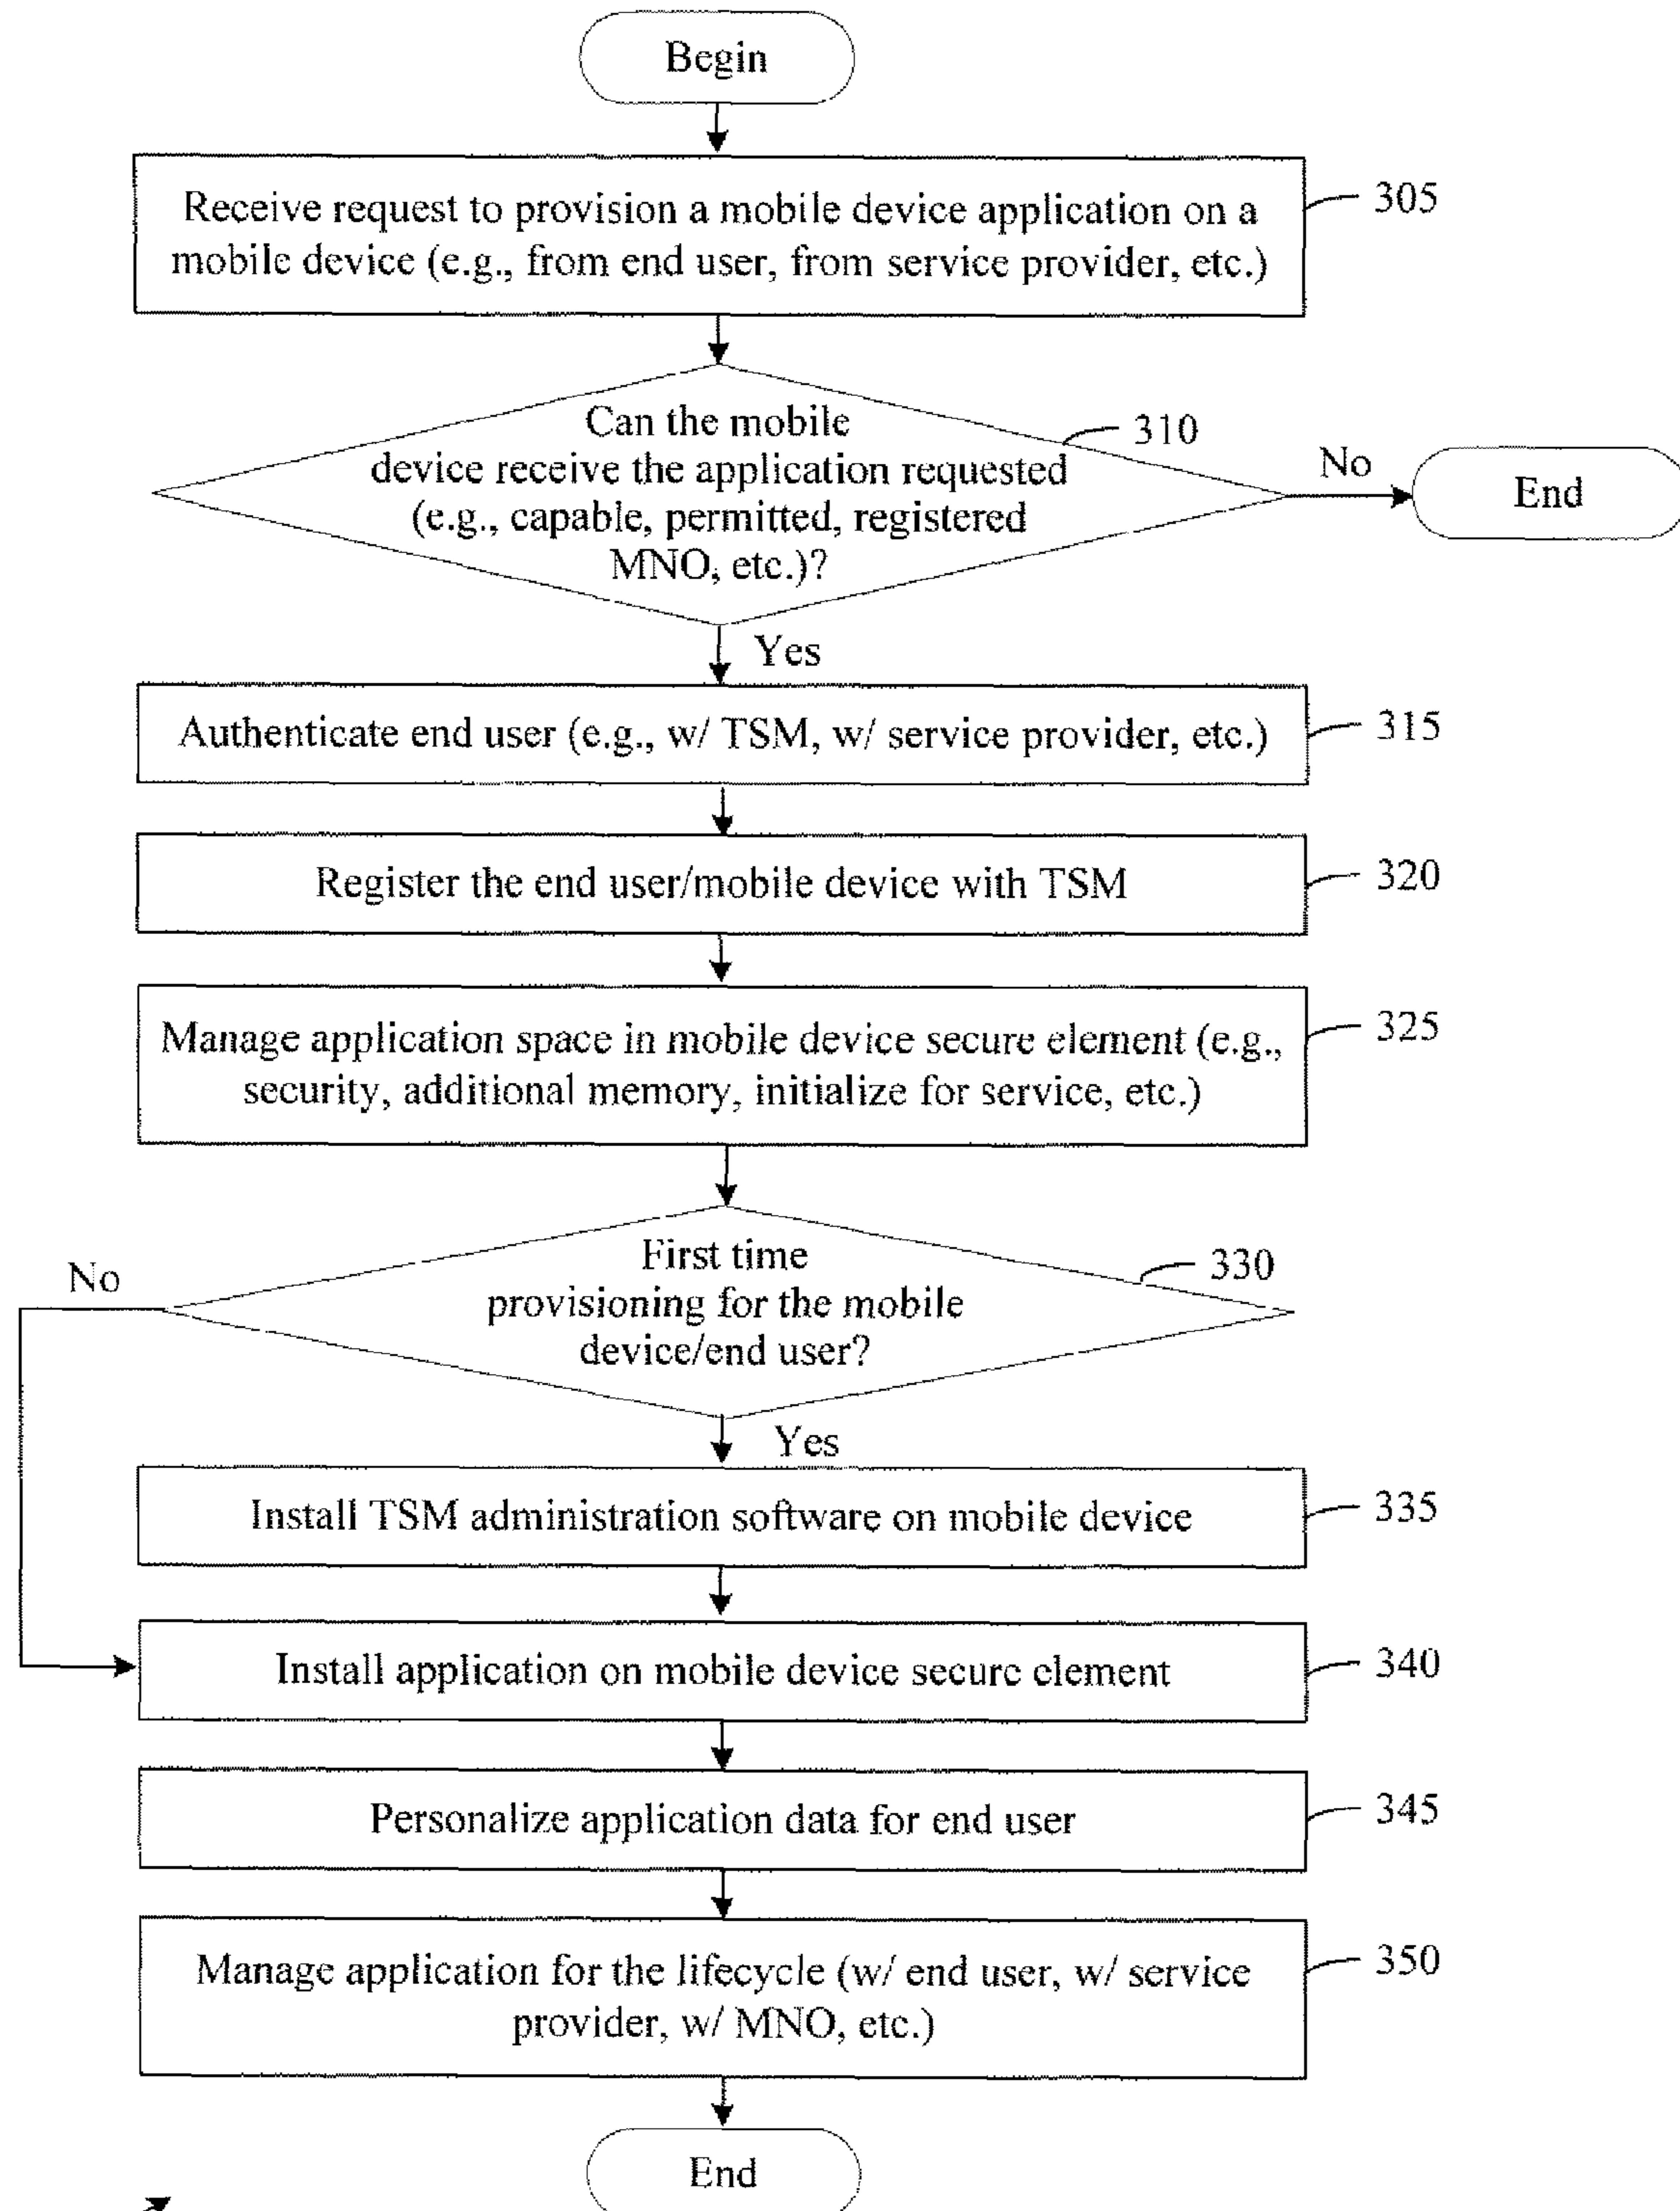 Begin
Receive request to provision a mobile device application on a
mobile device (e.g., from end user, from service provider, etc.)
305
Can the mobile
device receive the application requested
(e.g., capable, permitted, registered
MNO, etc.)?
310
No
End
Yes
Authenticate end user (e.g., w/ TSM, w/ service provider, etc.)
315
Register the end user/mobile device with TSM
320
Manage application space in mobile device secure element (e.g.,
security, additional memory, initialize for service, etc.)
325
First time
provisioning for the mobile
device/end user?
330
No
Yes
Install TSM administration software on mobile device
335
Install application on mobile device secure element
340
Personalize application data for end user
345
Manage application for the lifecycle (w/ end user, w/ service
provider, w/ MNO, etc.)
350
End